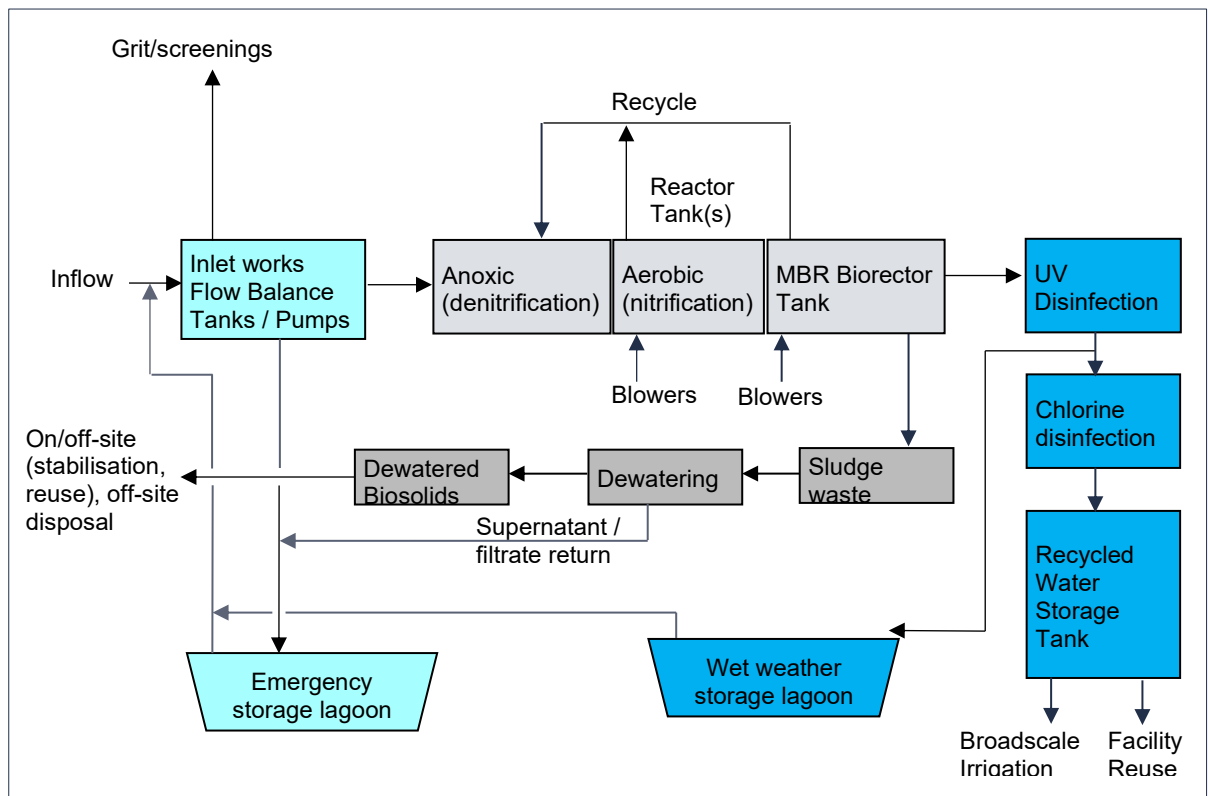 Grit/screenings
Recycle
Reactor
Tank(s)
Inflow
Inlet works
Flow Balance
Tanks / Pumps
Anoxic
(denitrification)
Aerobic
(nitrification)
MBR Biorector
Tank
UV
Disinfection
Blowers
Blowers
Chlorine
disinfection
On/off-site
(stabilisation,
reuse), off-site
disposal
Dewatered
Biosolids
Dewatering
Sludge
waste
Supernatant /
filtrate return
Recycled
Water
Storage
Tank
Emergency
storage lagoon
Wet weather
storage lagoon
Broadscale
Irrigation
Facility
Reuse